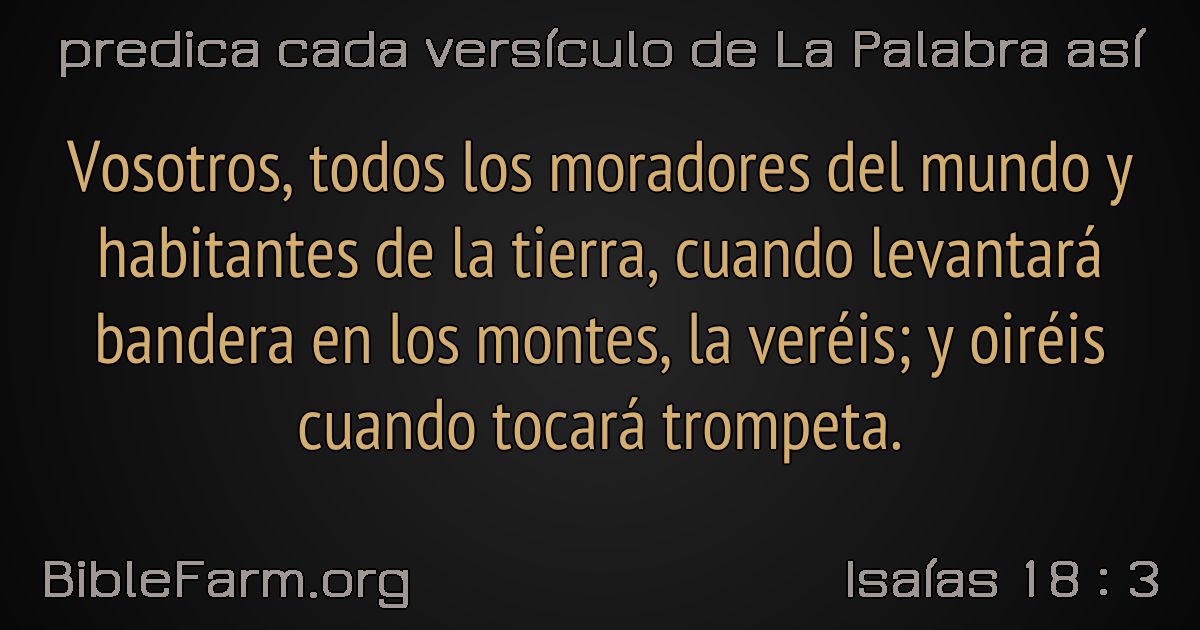 predica cada versículo de La Palabra así
Vosotros, todos los moradores del mundo y
habitantes de la tierra, cuando levantará
bandera en los montes, la veréis; y oiréis
cuando tocará trompeta.
BibleFarm.org
Isaías 18 : 3